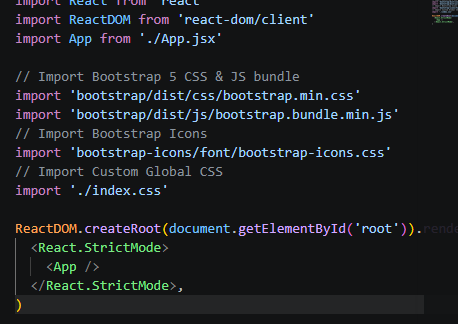 import React from 'react'
import ReactDOM from 'react-dom/client'
import App from './App.jsx'

// Import Bootstrap 5 CSS & JS bundle
import 'bootstrap/dist/css/bootstrap.min.css'
import 'bootstrap/dist/js/bootstrap.bundle.min.js'
// Import Bootstrap Icons
import 'bootstrap-icons/font/bootstrap-icons.css'
// Import Custom Global CSS
import './index.css'

ReactDOM.createRoot(document.getElementById('root')).rende
  <React.StrictMode>
    <App />
  </React.StrictMode>,
)